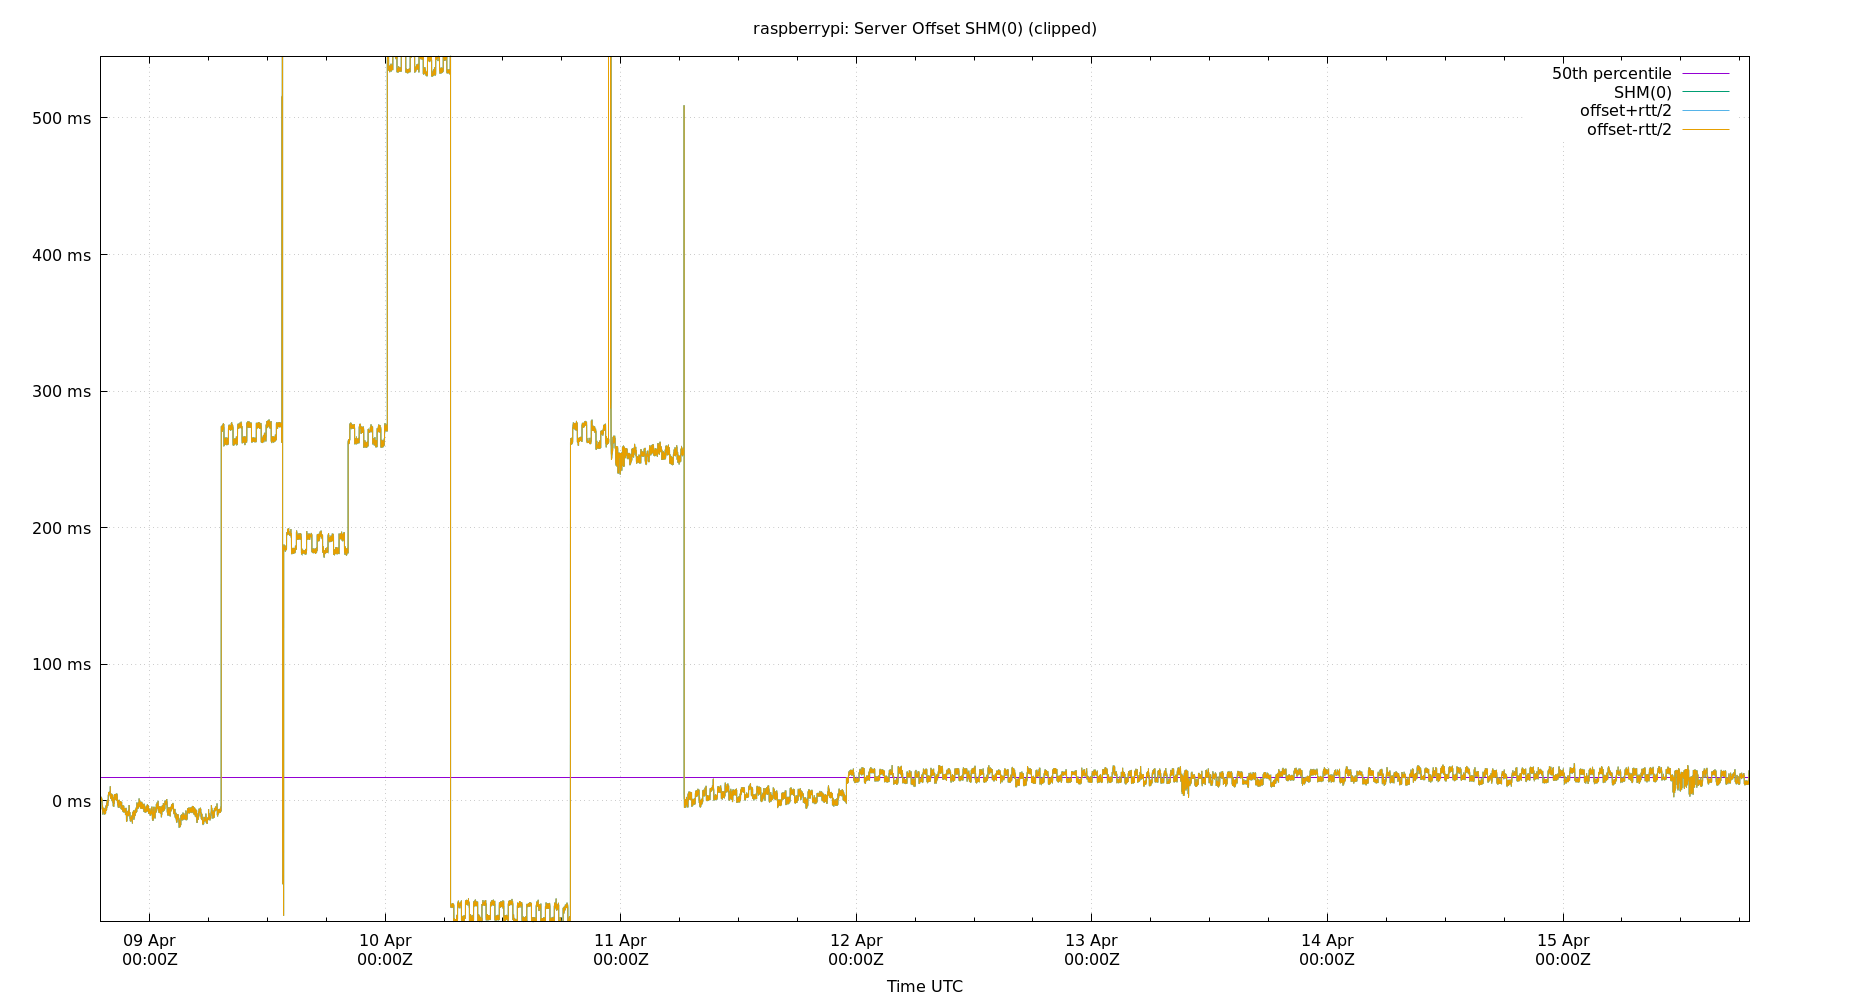 raspberrypi: Server Offset SHM(0) (clipped)
50th percentile
SHM(0)
offset+rtt/2
offset-rtt/2
500 ms
400 ms
300 ms
200 ms
100 ms
0 ms
09 Apr 10 Apr 11 Apr 12 Apr 13 Apr 14 Apr 15 Apr
00:00Z 00:00Z 00:00Z 00:00Z 00:00Z 00:00Z 00:00Z
Time UTC